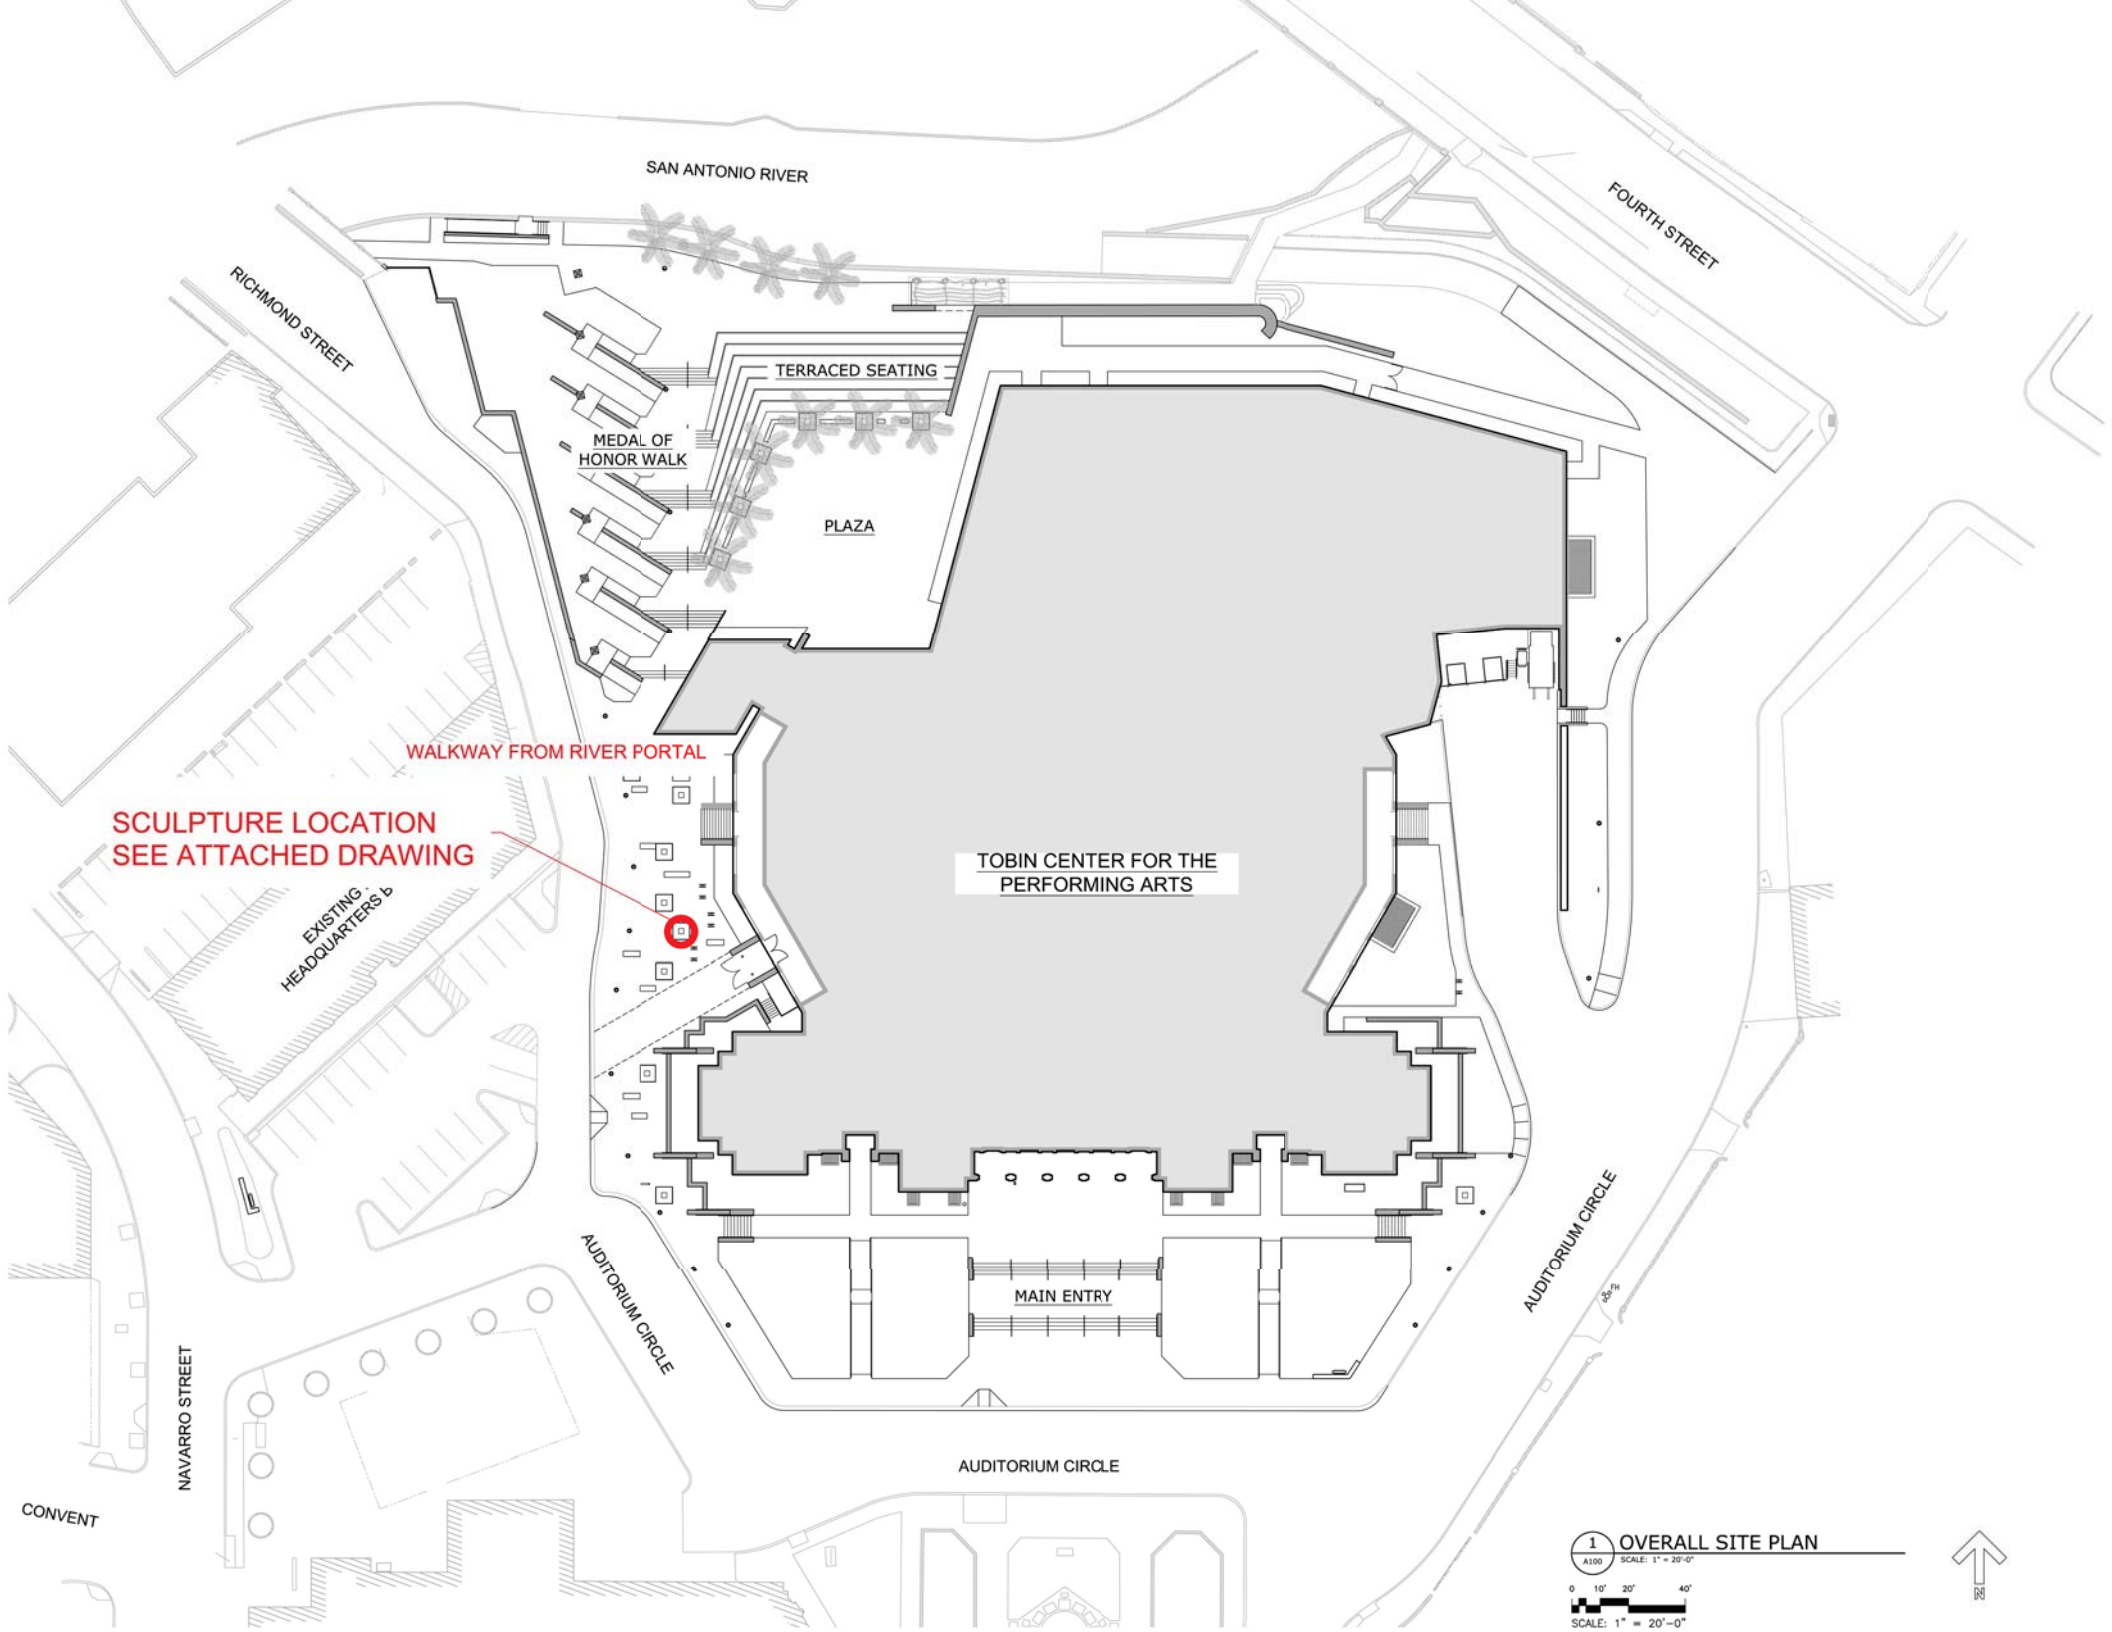 SAN ANTONIO RIVER
FOURTH STREET
RICHMOND STREET
TERRACED SEATING
MEDAL OF
HONOR WALK
PLAZA
WALKWAY FROM RIVER PORTAL
SCULPTURE LOCATION
SEE ATTACHED DRAWING
TOBIN CENTER FOR THE
PERFORMING ARTS
EXISTING
HEADQUARTERS
AUDITORIUM CIRCLE
AUDITORIUM CIRCLE
FH
MAIN ENTRY
NAVARRO STREET
AUDITORIUM CIRCLE
CONVENT
1
A100
OVERALL SITE PLAN
SCALE: 1" = 20'-0"
0 10' 20' 40'
SCALE: 1" = 20'-0"
N